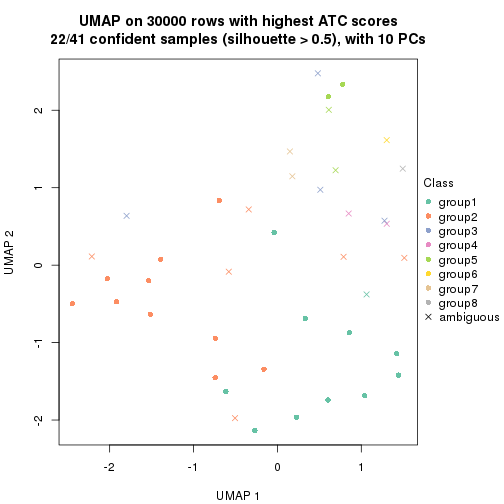 UMAP on 30000 rows with highest ATC scores
22/41 confident samples (silhouette > 0.5), with 10 PCs
UMAP 2
2
1
0
-1
-2
-2
-1
0
1
UMAP 1
Class
group1
group2
group3
group4
group5
group6
group7
group8
ambiguous